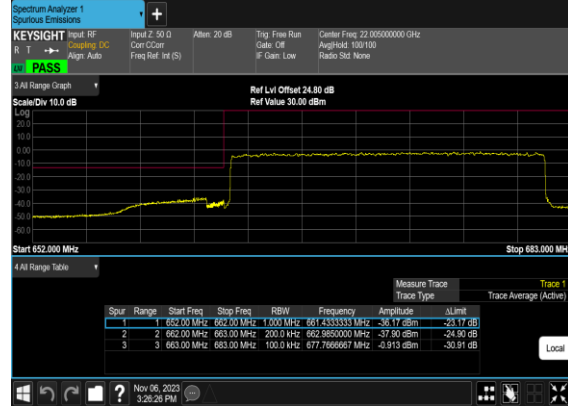 Spectrum Analyzer 1
Spurious Emissions
KEYSIGHT Input: RF Input Z: 50 Ω Atten: 20 dB Trig: Free Run Center Freq: 22.005000000 GHz
R T Coupling: DC Corr CCorr Gate: Off Avg|Hold: 100/100
Align: Auto Freq Ref: Int (S) IF Gain: Low Radio Std: None
PASS
3 All Range Graph
Ref Lvl Offset 24.80 dB
Scale/Div 10.0 dB Ref Value 30.00 dBm
Log
20.0
10.0
0.00
-10.0
-20.0
-30.0
-40.0
-50.0
-60.0
Start 652.000 MHz Stop 683.000 MH
4 All Range Table
Measure Trace Trace 1
Trace Type Trace Average (Active)
Spur Range Start Freq Stop Freq RBW Frequency Amplitude ΔLimit
1 1 652.00 MHz 662.00 MHz 1.000 MHz 661.4333333 MHz -36.17 dBm -23.17 dB
2 2 662.00 MHz 663.00 MHz 200.0 kHz 662.9850000 MHz -37.90 dBm -24.90 dB
3 3 663.00 MHz 683.00 MHz 100.0 kHz 677.7666667 MHz -0.913 dBm -30.91 dB
Local
?
Nov 06, 2023
3:26:26 PM